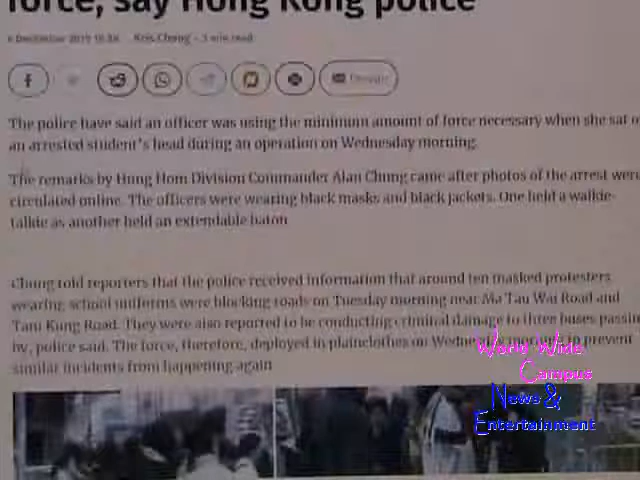 force, say Hong Kong police
6 December 2019 18:38 Kris Cheng - 3 min read
f
The police have said an officer was using the minimum amount of force necessary when she sat
an arrested student's head during an operation on Wednesday morning.
The remarks by Hung Hom Division Commander Alan Chung came after photos of the arrest were
circulated online. The officers were wearing black masks and black jackets. One held a walkie-
talkie as another held an extendable baton
Chung told reporters that the police received information that around ten masked protesters
wearing school uniforms were blocking roads on Tuesday morning near Ma Tau Wai Road and
Tam Kung Road. They were also reported to be conducting criminal damage to three buses passin
by, police said. The force, therefore, deployed in plainclothes on to prevent
similar incidents from happening again
World Wide
Campus
News &
Entertainment